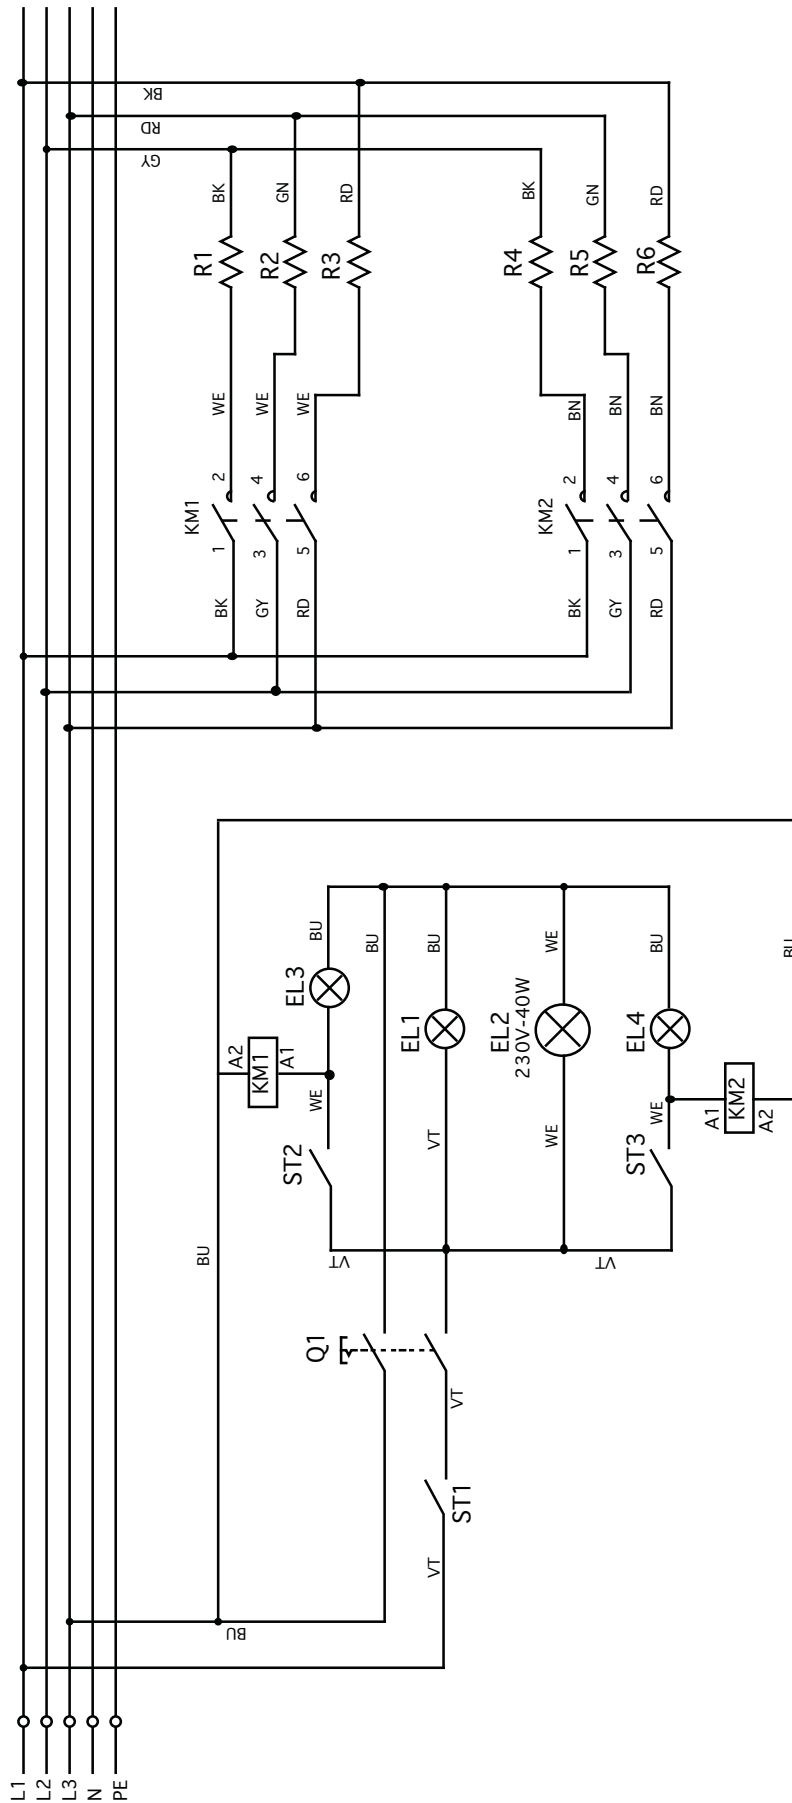 BK
RD
GY
BK
GN
RD
BK
GN
RD
R1
R2
R3
R4
R5
R6
WE
WE
WE
BN
BN
BN
2
4
6
2
4
6
KM1
KM2
1
3
5
1
3
5
BK
GY
RD
BK
GY
RD
BU
BU
BU
WE
BU
BU
EL3
EL1
EL2
230V-40W
EL4
A2
KM1
A1
A1
KM2
A2
WE
VT
WE
WE
ST2
ST3
BU
VT
VT
Q1
VT
ST1
VT
BU
L1
L2
L3
N
PE